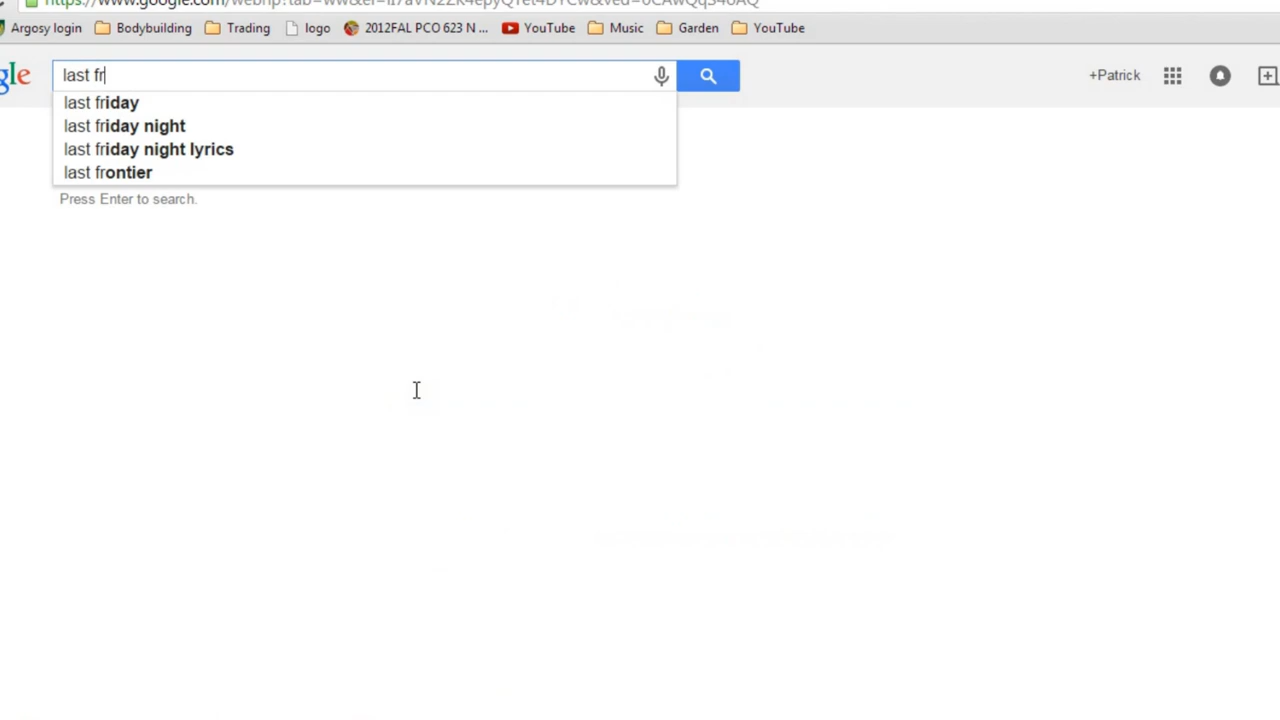 Argosy login Bodybuilding Trading logo 2012FAL PCO 623 N ... YouTube Music Garden YouTube
gle last fr +Patrick
last friday
last friday night
last friday night lyrics
last frontier
Press Enter to search.